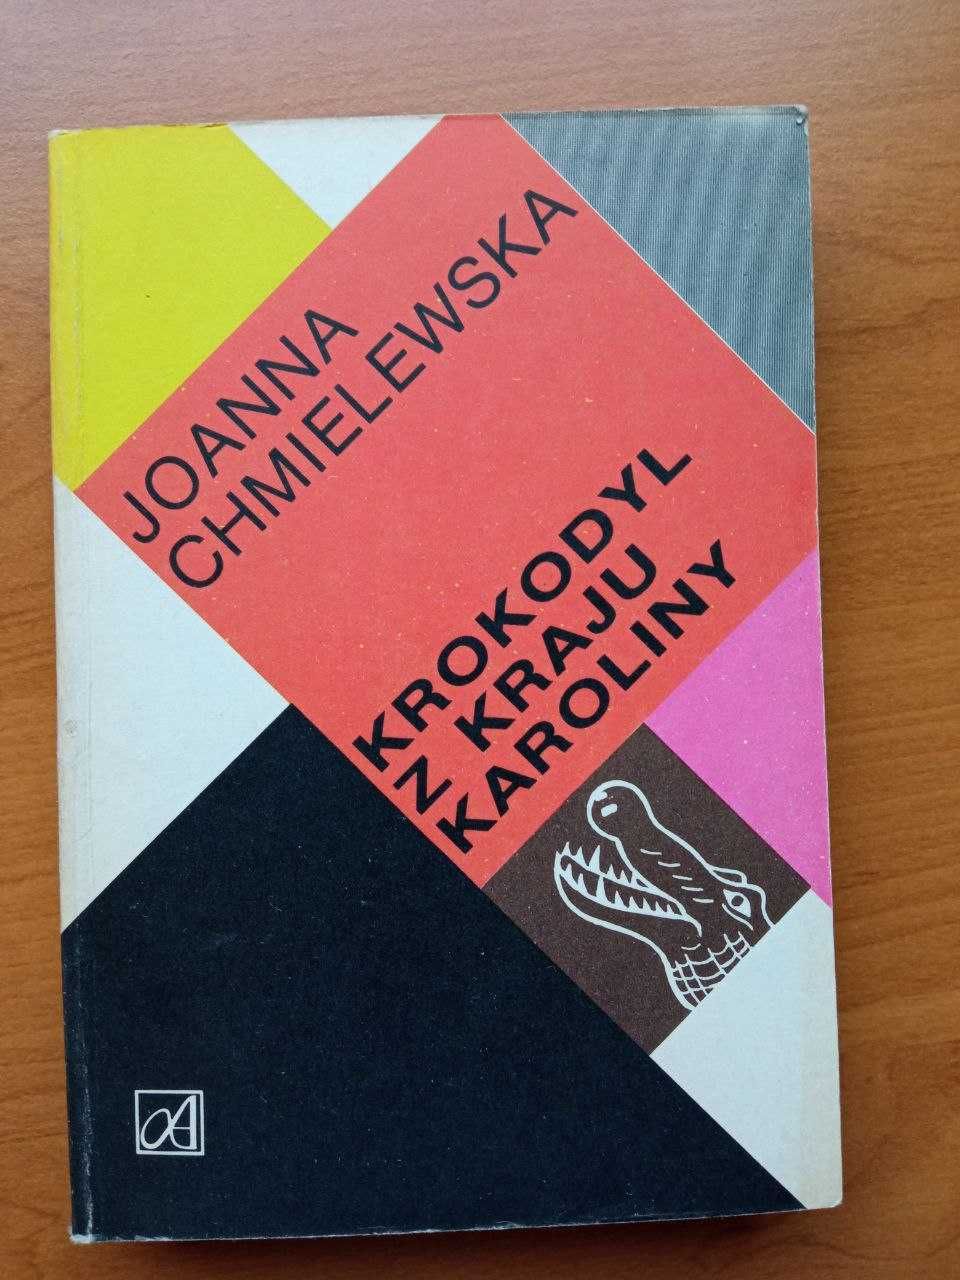 JOANNA
CHMIELEWSKA
KROKODYL
Z KRAJU
KAROLINY